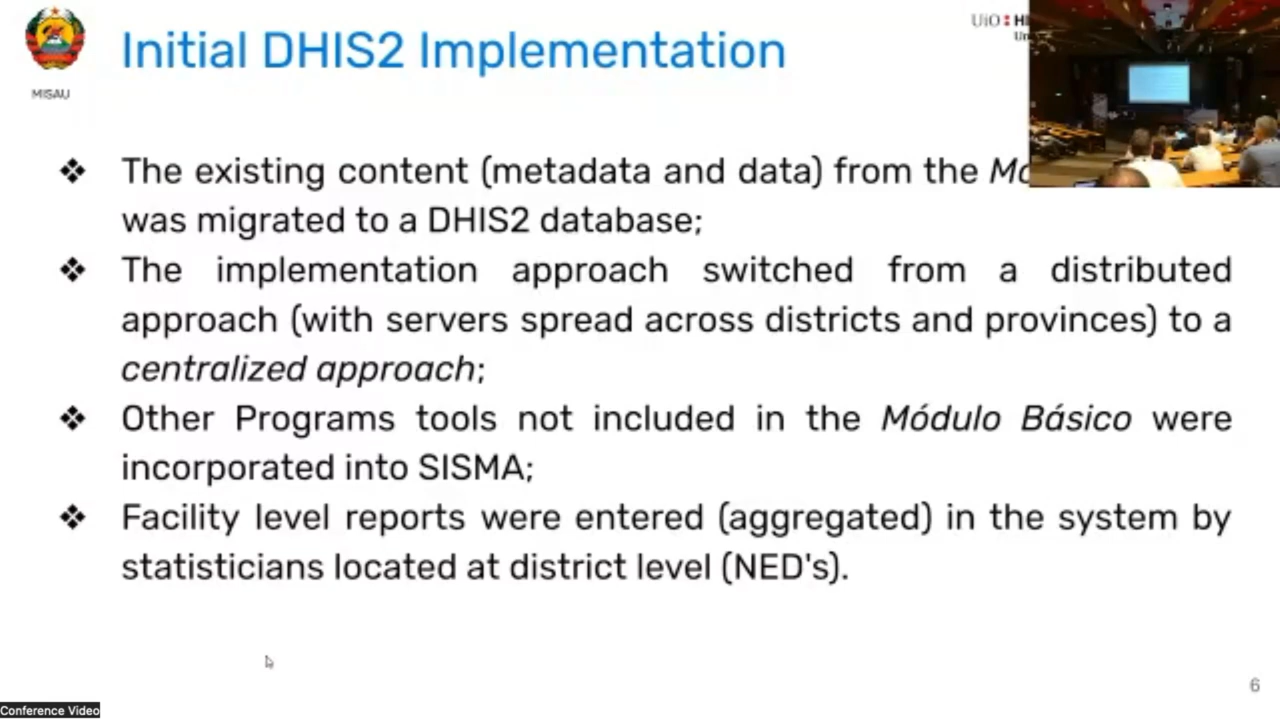 Initial DHIS2 Implementation
UiO
MISAU
❖ The existing content (metadata and data) from the
was migrated to a DHIS2 database;
❖ The implementation approach switched from a distributed
approach (with servers spread across districts and provinces) to a
centralized approach;
❖ Other Programs tools not included in the Módulo Básico were
incorporated into SISMA;
❖ Facility level reports were entered (aggregated) in the system by
statisticians located at district level (NED's).
6
Conference Video